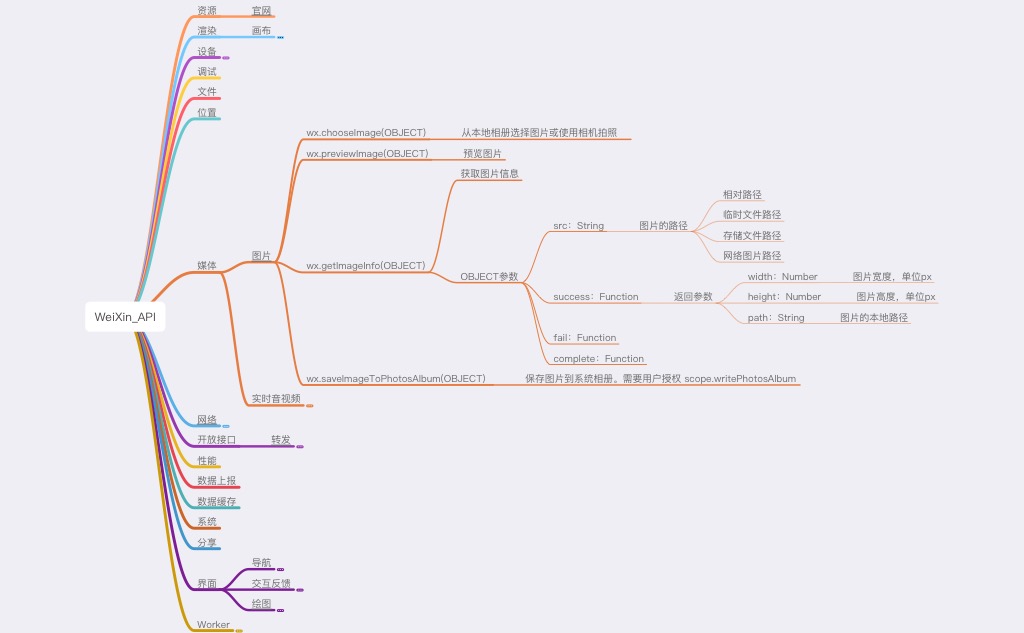 资源
官网
渲染
画布
设备
调试
文件
位置
wx.chooseImage(OBJECT)
从本地相册选择图片或使用相机拍照
wx.previewImage(OBJECT)
预览图片
获取图片信息
相对路径
临时文件路径
src：String
图片的路径
存储文件路径
网络图片路径
图片
媒体
wx.getImageInfo(OBJECT)
OBJECT参数
width：Number
图片宽度，单位px
success：Function
返回参数
height：Number
图片高度，单位px
WeiXin_API
path：String
图片的本地路径
fail：Function
complete：Function
wx.saveImageToPhotosAlbum(OBJECT)
保存图片到系统相册。需要用户授权 scope.writePhotosAlbum
实时音视频
网络
开放接口
转发
性能
数据上报
数据缓存
系统
分享
导航
界面
交互反馈
绘图
Worker